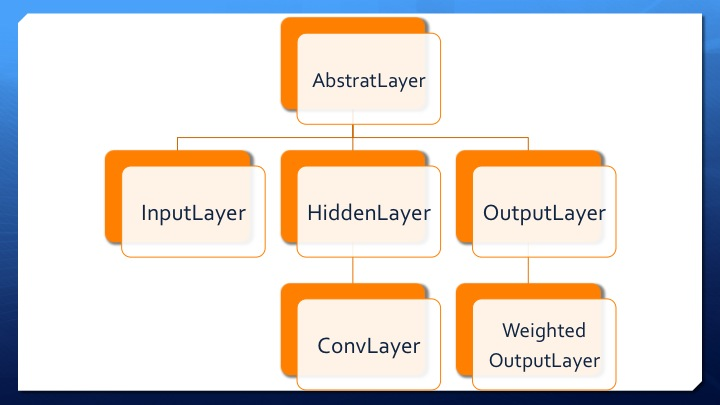 AbstratLayer
InputLayer
HiddenLayer
OutputLayer
ConvLayer
Weighted
OutputLayer